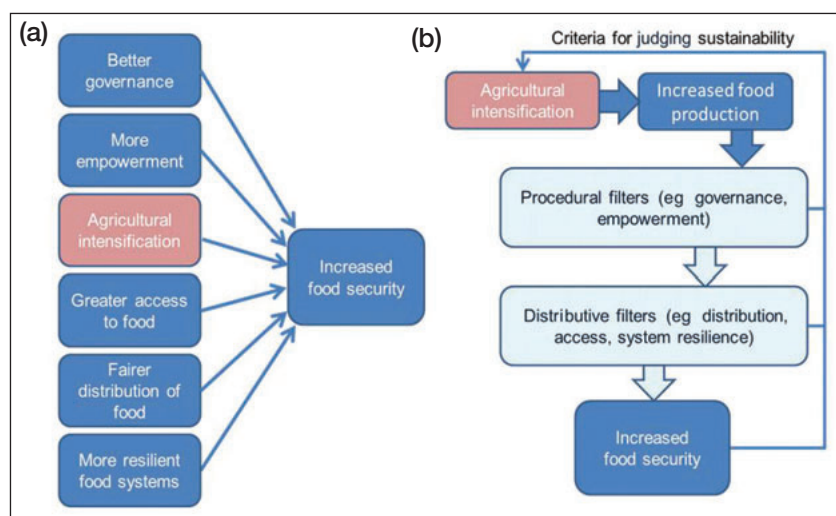 (a)
Better
governance
More
empowerment
Agricultural
intensification
Greater access
to food
Fairer
distribution of
food
More resilient
food systems
Increased
food security
(b)
Criteria for judging sustainability
Agricultural
intensification
Increased food
production
Procedural filters (eg governance,
empowerment)
Distributive filters (eg distribution,
access, system resilience)
Increased
food security